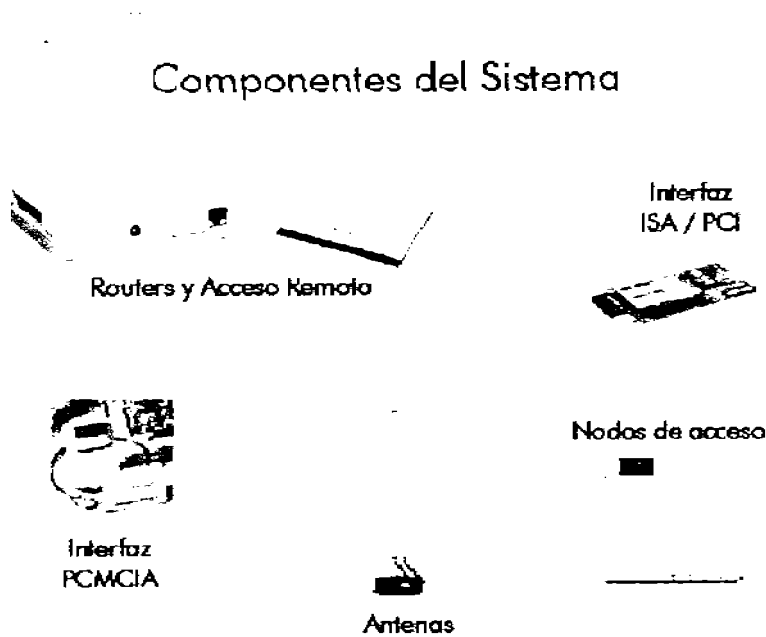 Componentes del Sistema
Interfaz
ISA / PCI
Routers y Acceso Remoto
Nodos de acceso
Interfaz
PCMCIA
Antenas